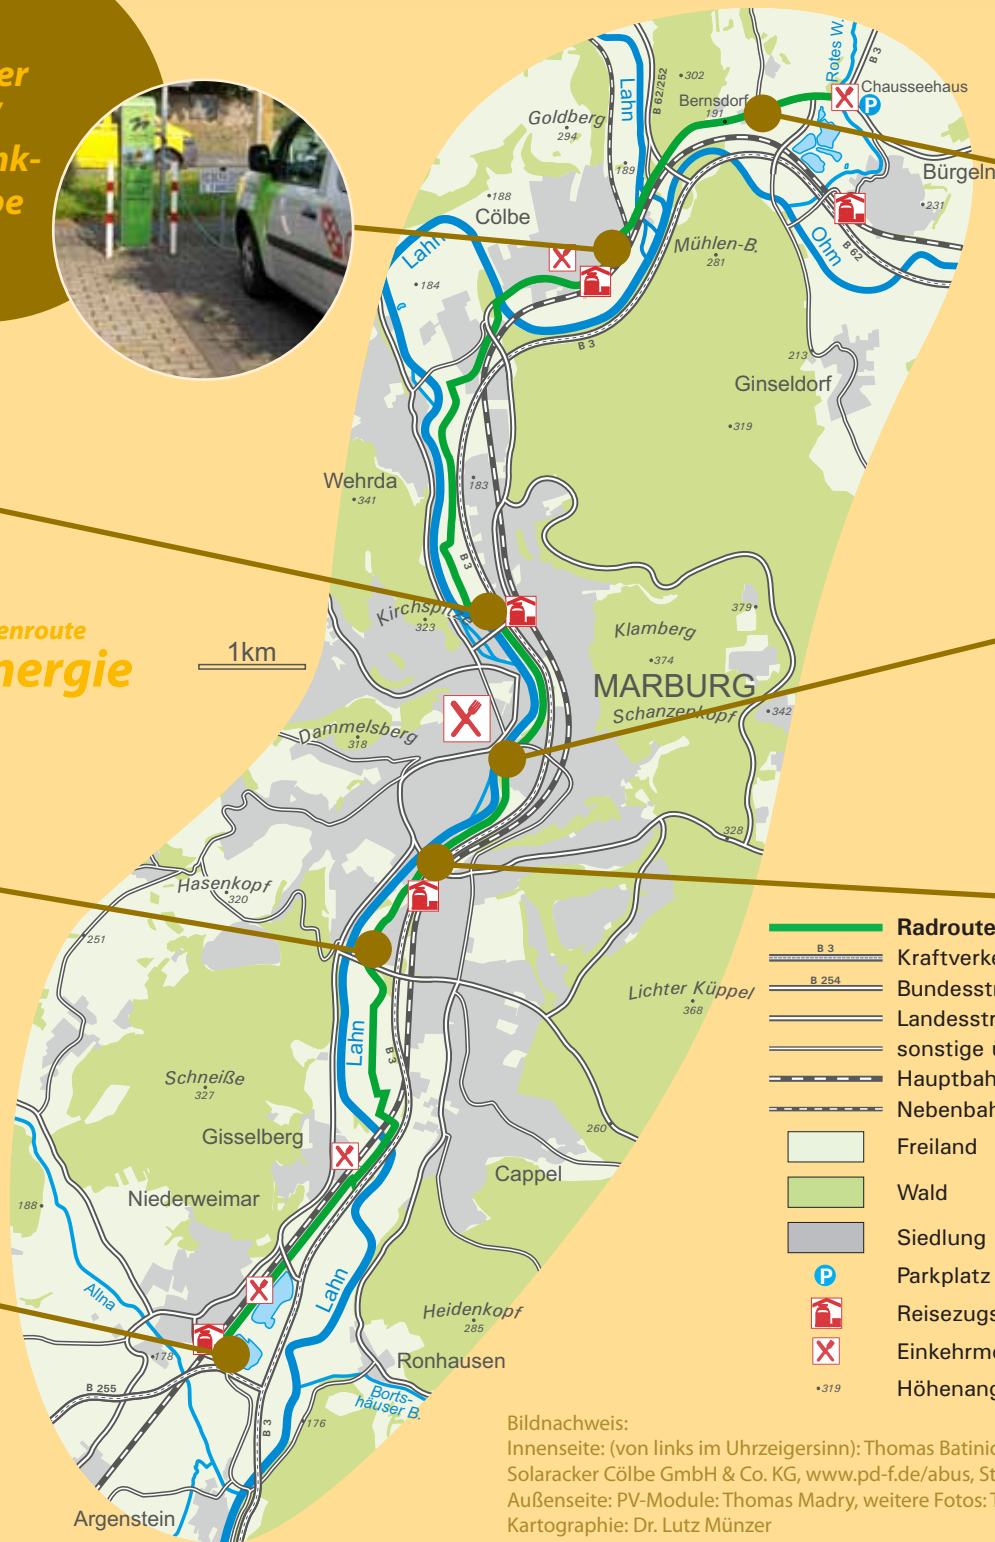 er
nk-
be
enroute
nergie
1km
Lahn
B 62/252
302
Rotes W.
B 3
Chausseehaus
P
Bernsdorf
191
Goldberg
294
189
Bürgeln
231
188
Cölbe
Lahn
184
Mühlen-B.
281
Ohm
B 62
B 3
213
Ginseldorf
319
Wehrda
341
183
B 3
Kirchspitze
323
379
Klamberg
374
MARBURG
Schanzenkopf
342
Dammelsberg
318
328
Hasenkopf
320
251
Lichter Küppel
368
Lahn
B 3
Schneiße
327
Gisselberg
260
Cappel
Niederweimar
188
Allna
Lahn
Heidenkopf
285
178
Ronhausen
B 255
Borts-
häuser B.
B 3
176
Argenstein
Radroute
B 3
Kraftverke
B 254
Bundesstr
Landesstr
sonstige
Hauptbah
Nebenbah
Freiland
Wald
Siedlung
P Parkplatz
Reisezugs
Einkehrm
319 Höhenang
Bildnachweis:
Innenseite: (von links im Uhrzeigersinn): Thomas Batinic
Solaracker Cölbe GmbH & Co. KG, www.pd-f.de/abus, St
Außenseite: PV-Module: Thomas Madry, weitere Fotos: T
Kartographie: Dr. Lutz Münzer